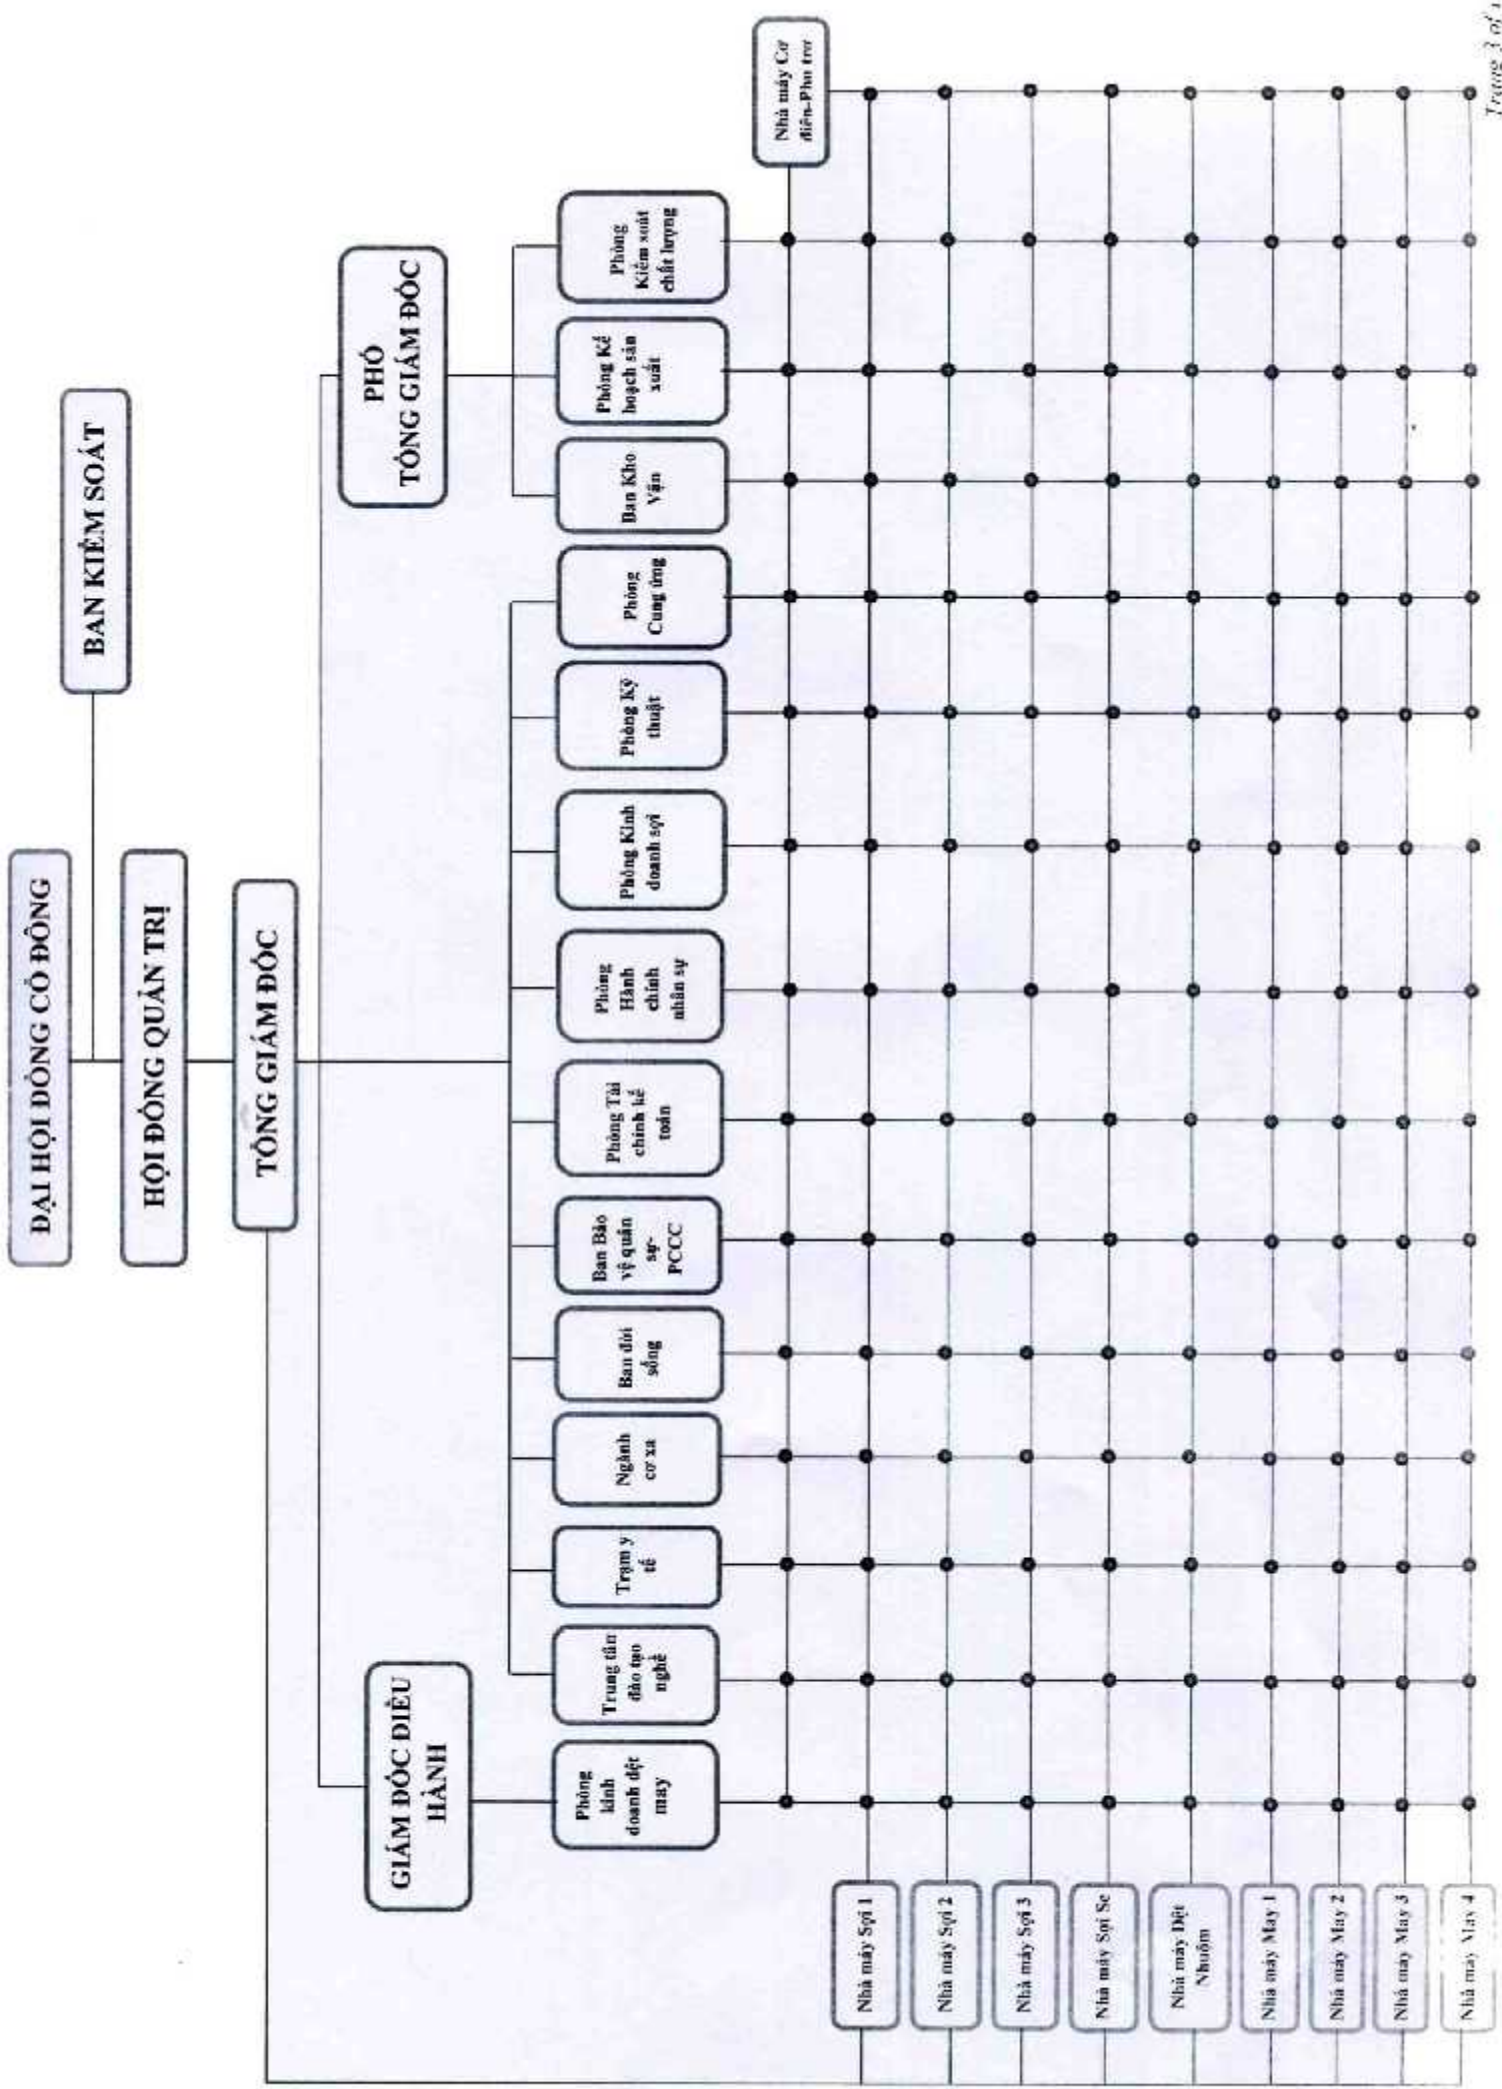 ĐẠI HỘI ĐỒNG CỔ ĐÔNG
BAN KIỂM SOÁT
HỘI ĐỒNG QUẢN TRỊ
TỔNG GIÁM ĐỐC
GIÁM ĐỐC ĐIỀU
HÀNH
PHÓ
TỔNG GIÁM ĐỐC
Phòng
kinh
doanh dệt
may
Trung tâm
đào tạo
nghề
Trạm y
tế
Ngành
cơ xa
Ban đời
sống
Ban Bảo
vệ quân
sự-
PCCC
Phòng Tài
chính kế
toán
Phòng
Hành
chính
nhân sự
Phòng Kinh
doanh sợi
Phòng Kỹ
thuật
Phòng
Cung ứng
Ban Kho
Vận
Phòng Kế
hoạch sản
xuất
Phòng
Kiểm soát
chất lượng
Nhà máy Cơ
điện-Phụ trợ
Nhà máy Sợi 1
Nhà máy Sợi 2
Nhà máy Sợi 3
Nhà máy Sợi Se
Nhà máy Dệt
Nhuộm
Nhà máy May 1
Nhà máy May 2
Nhà máy May 3
Nhà máy May 4
Trang 3 of